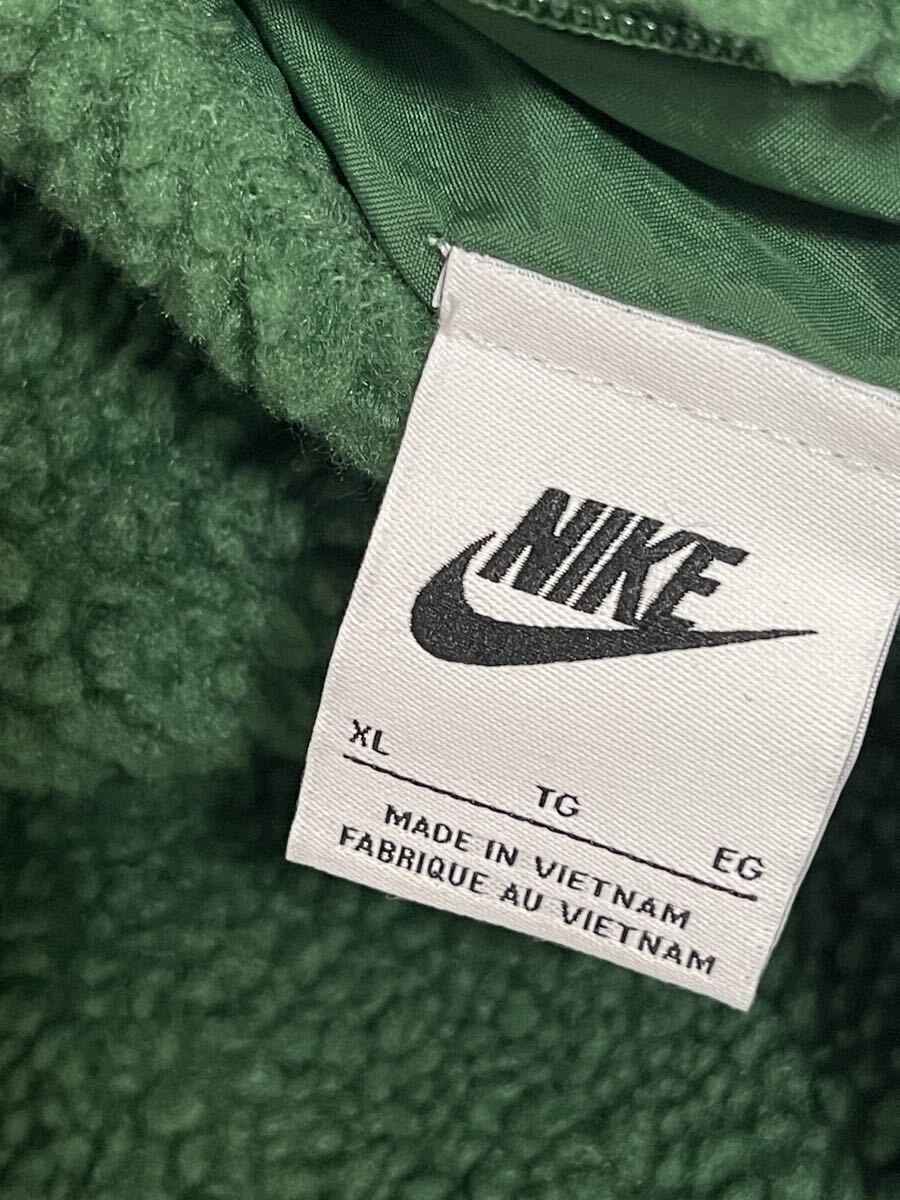 NIKE
XL TG EG
MADE IN VIETNAM
FABRIQUE AU VIETNAM